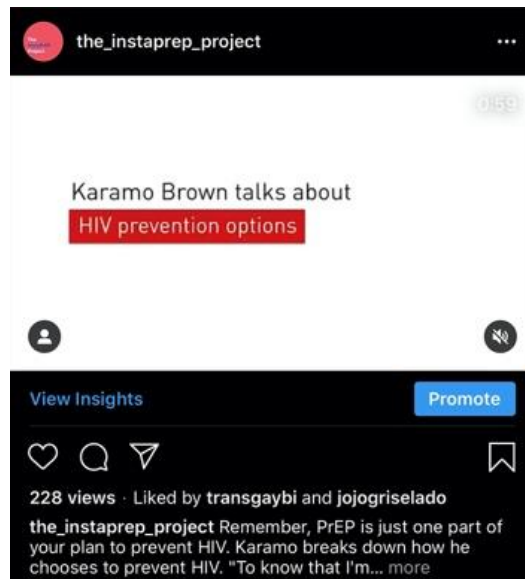 the_instaprep_project
0:59
Karamo Brown talks about
HIV prevention options
View Insights
Promote
228 views · Liked by transgaybi and jojogriselado
the_instaprep_project Remember, PrEP is just one part of
your plan to prevent HIV. Karamo breaks down how he
chooses to prevent HIV. "To know that I'm... more